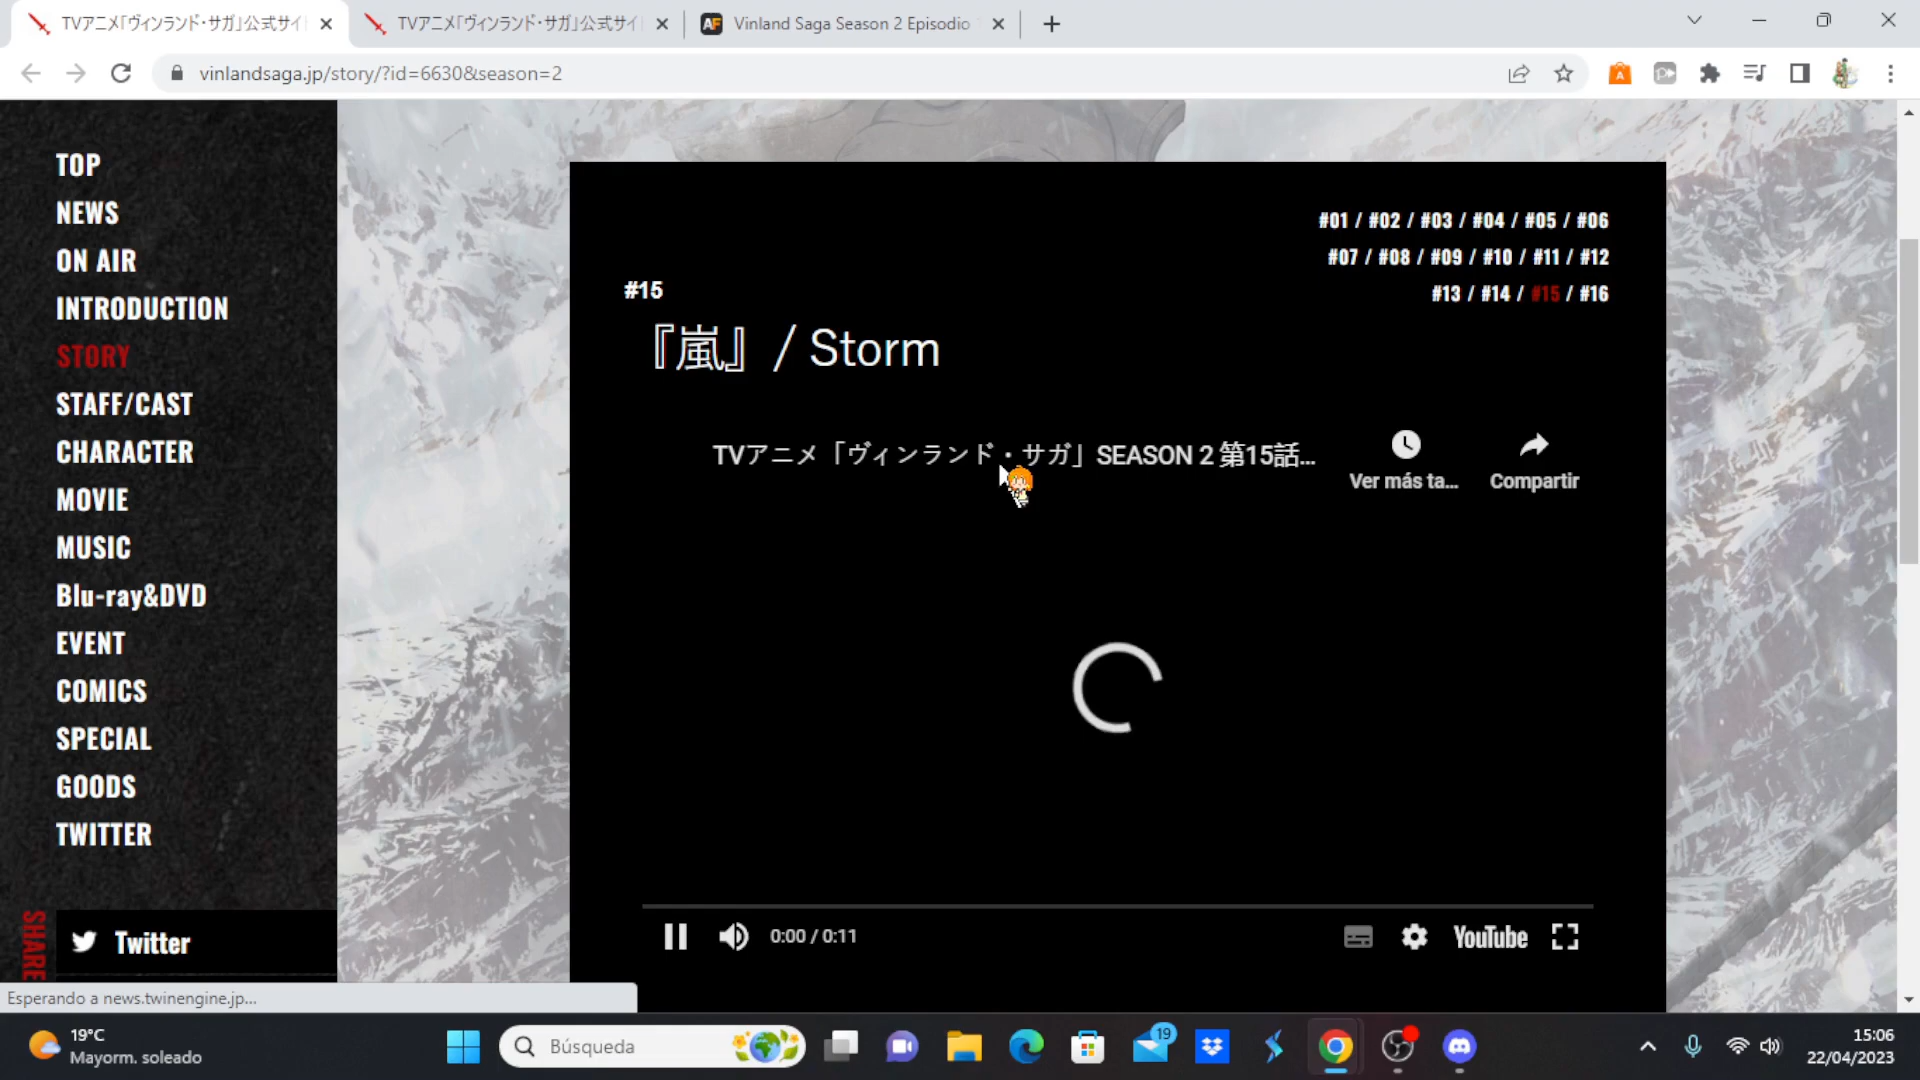 TVアニメ「ヴィンランド・サガ」公式サイ
TVアニメ「ヴィンランド・サガ」公式サイ
AF
Vinland Saga Season 2 Episodio
vinlandsaga.jp/story/?id=6630&season=2
TOP
NEWS
ON AIR
INTRODUCTION
STORY
STAFF/CAST
CHARACTER
MOVIE
MUSIC
Blu-ray&DVD
EVENT
COMICS
SPECIAL
GOODS
TWITTER
SHARE
Twitter
#01 / #02 / #03 / #04 / #05 / #06
#07 / #08 / #09 / #10 / #11 / #12
#13 / #14 / #15 / #16
#15
『嵐』 / Storm
TVアニメ「ヴィンランド・サガ」SEASON 2 第15話...
Ver más ta...
Compartir
0:00 / 0:11
YouTube
Esperando a news.twinengine.jp...
19°C
Mayorm. soleado
Búsqueda
19
15:06
22/04/2023